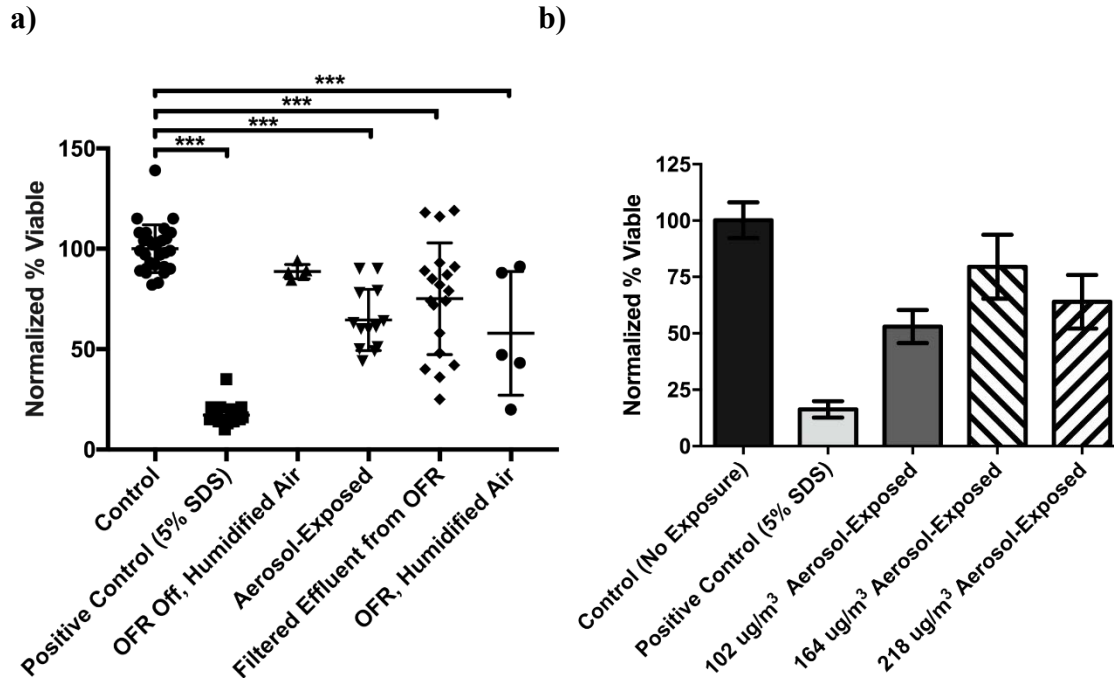 a)
***
***
***
***
Normalized % Viable
150
100
50
0
Control
Positive Control (5% SDS)
OFR Off, Humidified Air
Aerosol-Exposed
Filtered Effluent from OFR
OFR, Humidified Air
b)
Normalized % Viable
125
100
75
50
25
0
Control (No Exposure)
Positive Control (5% SDS)
102 ug/m³ Aerosol-Exposed
164 ug/m³ Aerosol-Exposed
218 ug/m³ Aerosol-Exposed